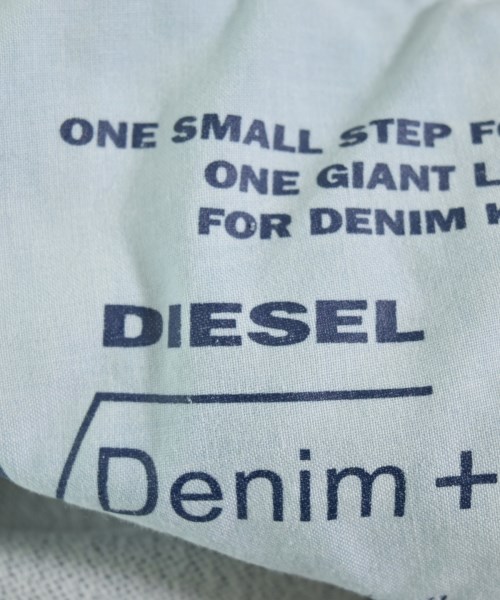 ONE SMALL STEP
ONE GIANT
FOR DENIM
DIESEL
Denim +